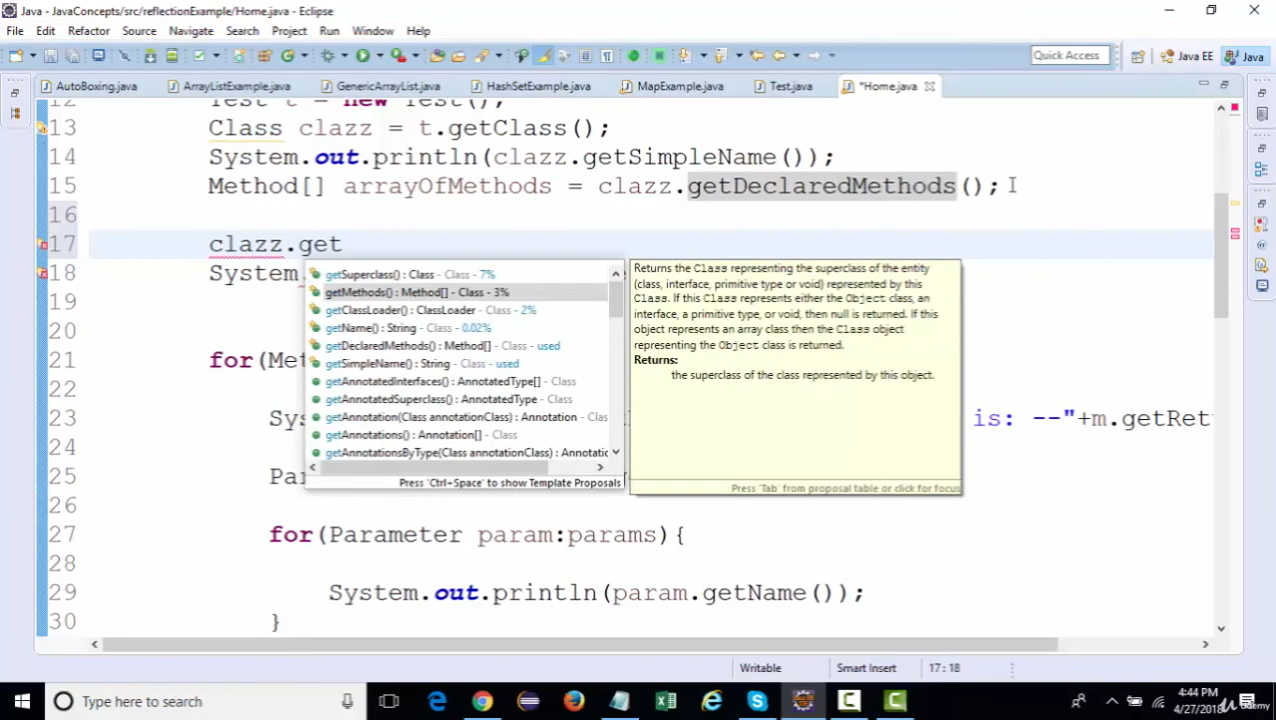 Java - JavaConcepts/src/reflectionExample/Home.java - Eclipse
File Edit Refactor Source Navigate Search Project Run Window Help
Quick Access Java EE Java
AutoBoxing.java ArrayListExample.java GenericArrayList.java HashSetExample.java MapExample.java Test.java *Home.java
12 Test t = new Test();
13 Class clazz = t.getClass();
14 System.out.println(clazz.getSimpleName());
15 Method[] arrayOfMethods = clazz.getDeclaredMethods();
16
17 clazz.get
18 System.
19
20
21 for(Met
22
23 Sys is: --"+m.getRet
24
25 Par
26
27 for(Parameter param:params){
28
29 System.out.println(param.getName());
30 }
getSuperclass() : Class - Class - 7%
getMethods() : Method[] - Class - 3%
getClassLoader() : ClassLoader - Class - 2%
getName() : String - Class - 0.02%
getDeclaredMethods() : Method[] - Class - used
getSimpleName() : String - Class - used
getAnnotatedInterfaces() : AnnotatedType[] - Class
getAnnotatedSuperclass() : AnnotatedType - Class
getAnnotation(Class annotationClass) : Annotation - Clas
getAnnotations() : Annotation[] - Class
getAnnotationsByType(Class annotationClass) : Annotatio
Press 'Ctrl+Space' to show Template Proposals
Returns the Class representing the superclass of the entity
(class, interface, primitive type or void) represented by this
Class. If this Class represents either the Object class, an
interface, a primitive type, or void, then null is returned. If this
object represents an array class then the Class object
representing the Object class is returned.
Returns:
the superclass of the class represented by this object.
Press 'Tab' from proposal table or click for focus
Writable Smart Insert 17 : 18
Type here to search
4:44 PM
4/27/2018
Udemy